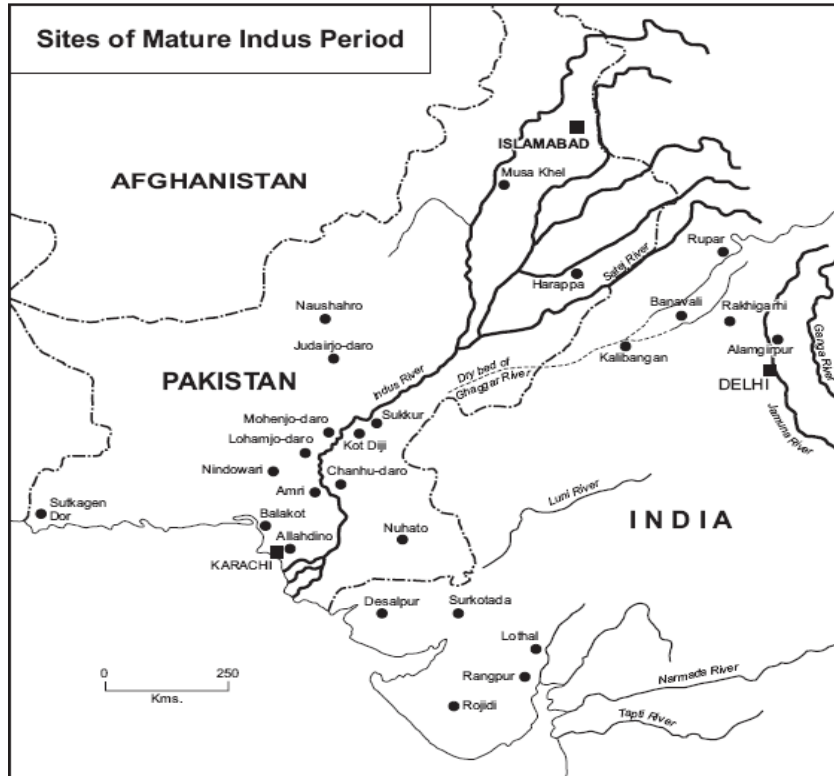 Sites of Mature Indus Period
ISLAMABAD
AFGHANISTAN
Musa Khel
Rupar
Satlej River
Harappa
Naushahro
Banavali
Rakhigarhi
Judairjo-daro
Kalibangan
Alamgirpur
Ganga River
Indus River
Dry bed of
Ghaggar River
DELHI
PAKISTAN
Jamuna River
Mohenjo-daro
Sukkur
Kot Diji
Lohamjo-daro
Nindowari
Chanhu-daro
Amri
Luni River
Sutkagen
Dor
Balakot
INDIA
Nuhato
Allahdino
KARACHI
Desalpur
Surkotada
Lothal
0
250
Kms.
Rangpur
Narmada River
Rojidi
Tapti River